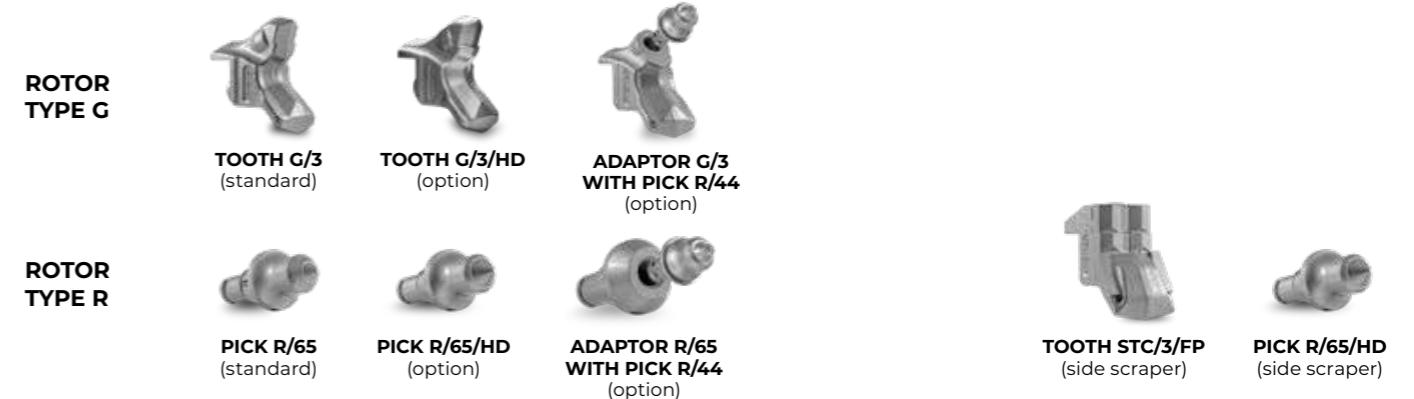 ROTOR
TYPE G
TOOTH G/3
(standard)
TOOTH G/3/HD
(option)
ADAPTOR G/3
WITH PICK R/44
(option)
ROTOR
TYPE R
PICK R/65
(standard)
PICK R/65/HD
(option)
ADAPTOR R/65
WITH PICK R/44
(option)
TOOTH STC/3/FP
(side scraper)
PICK R/65/HD
(side scraper)